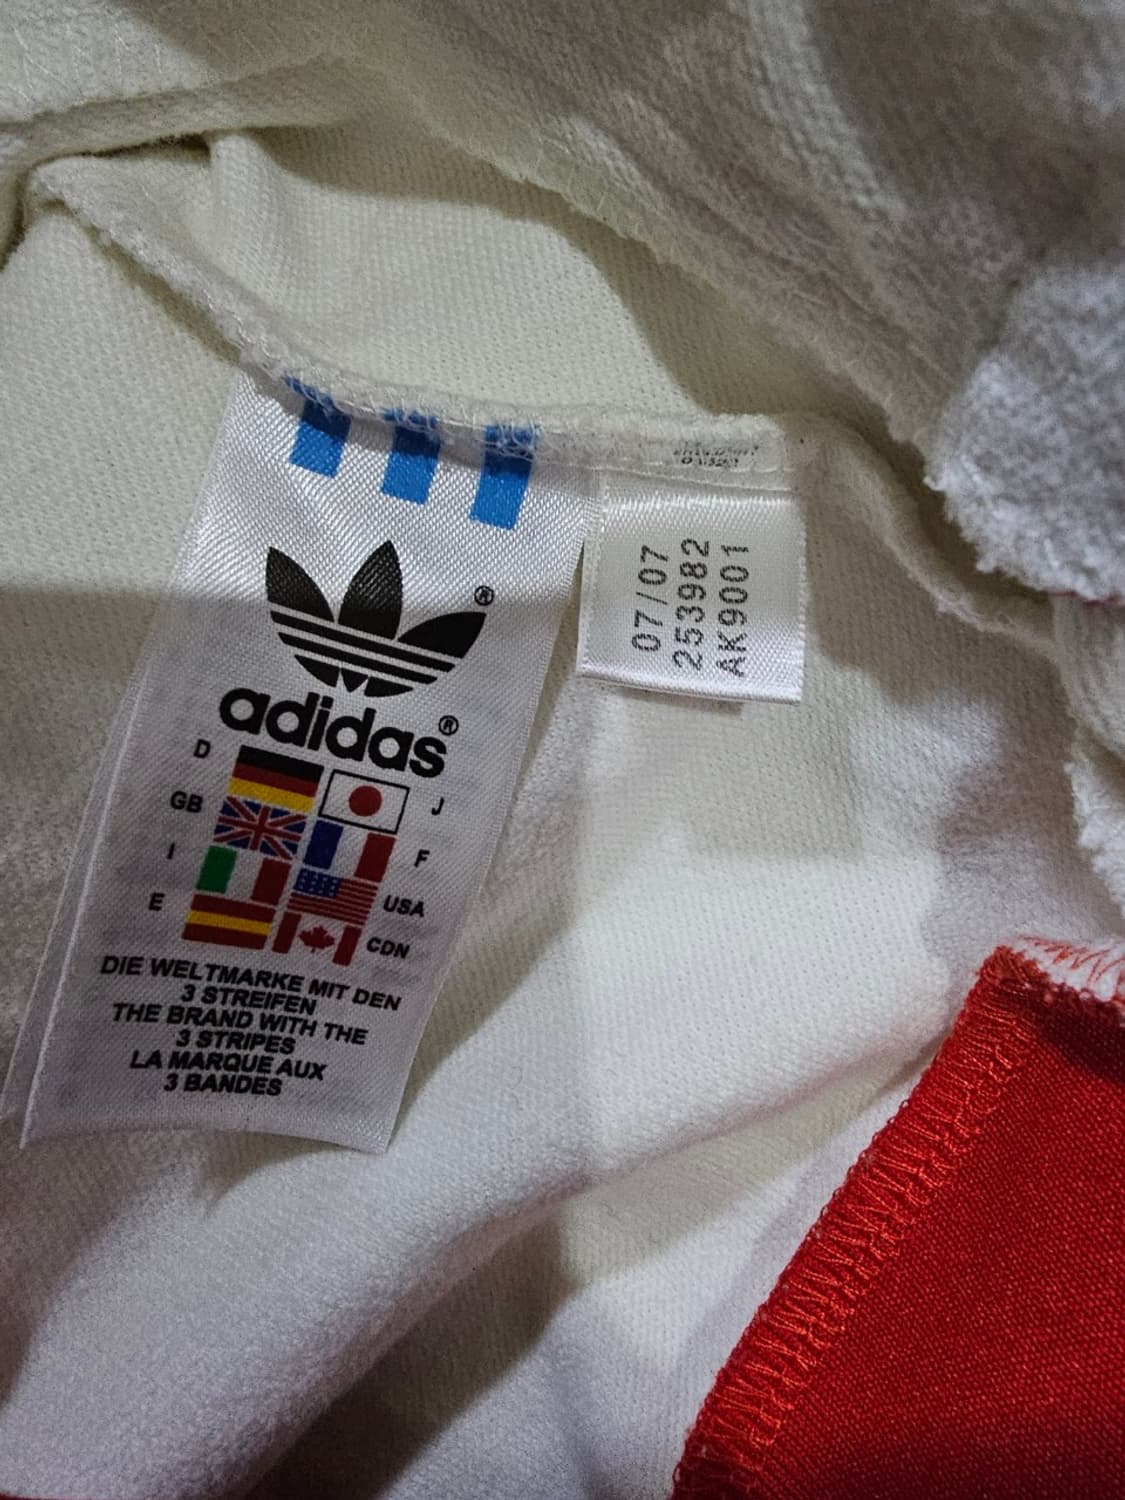 ®
adidas®
D
J
GB
F
I
USA
E
CDN
DIE WELTMARKE MIT DEN
3 STREIFEN
THE BRAND WITH THE
3 STRIPES
LA MARQUE AUX
3 BANDES
07/07
253982
AK9001